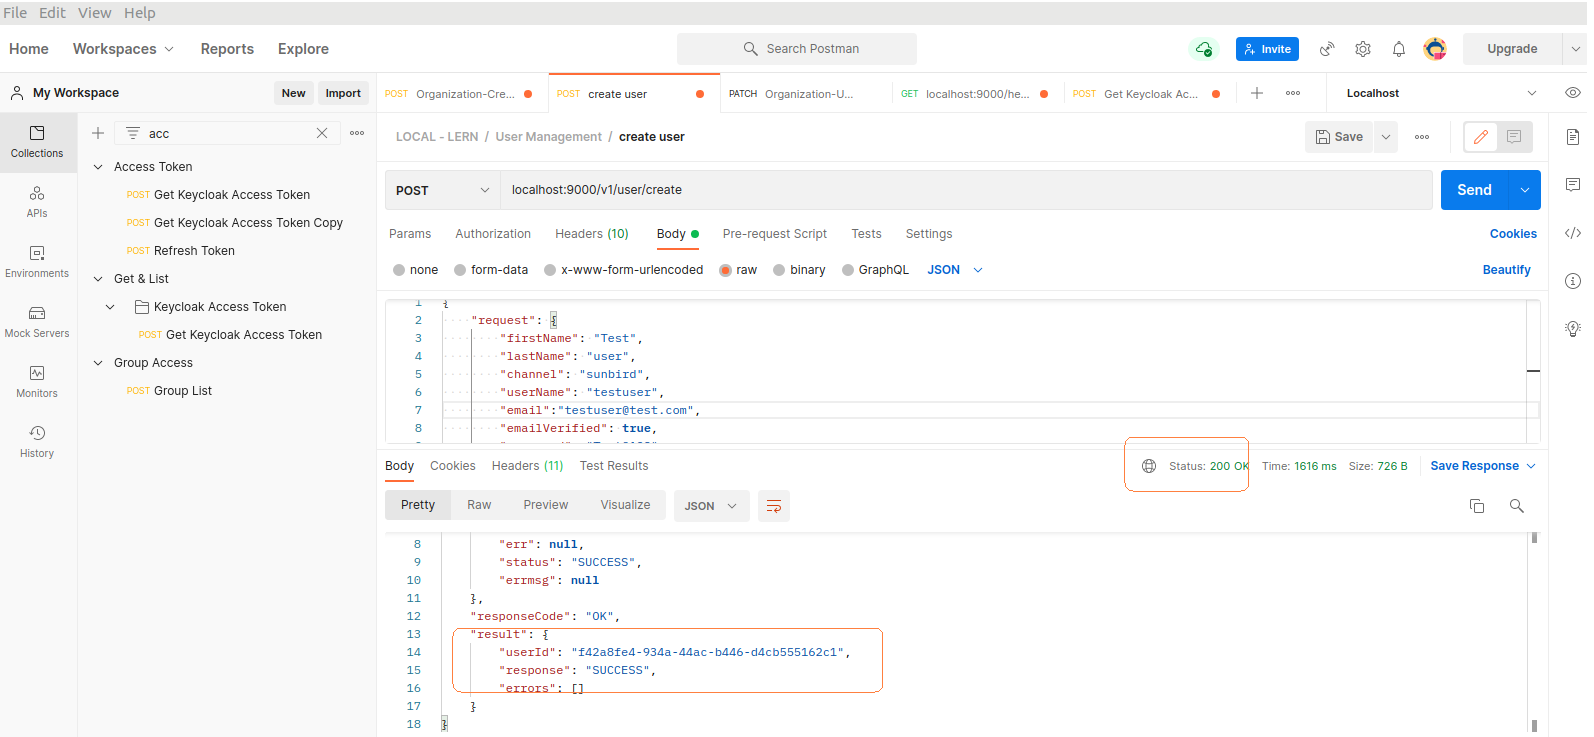 File Edit View Help
Home Workspaces Reports Explore Search Postman Invite Upgrade
My Workspace New Import
POST Organization-Cre... POST create user PATCH Organization-U... GET localhost:9000/he... POST Get Keycloak Ac... Localhost
acc
Collections
APIs
Environments
Mock Servers
Monitors
History
Access Token
POST Get Keycloak Access Token
POST Get Keycloak Access Token Copy
POST Refresh Token
Get & List
Keycloak Access Token
POST Get Keycloak Access Token
Group Access
POST Group List
LOCAL - LERN / User Management / create user Save
POST localhost:9000/v1/user/create Send
Params Authorization Headers (10) Body Pre-request Script Tests Settings Cookies
none form-data x-www-form-urlencoded raw binary GraphQL JSON Beautify
1 {
2 "request": {
3 "firstName": "Test",
4 "lastName": "user",
5 "channel": "sunbird",
6 "userName": "testuser",
7 "email":"testuser@test.com",
8 "emailVerified": true,
Body Cookies Headers (11) Test Results Status: 200 OK Time: 1616 ms Size: 726 B Save Response
Pretty Raw Preview Visualize JSON
8 "err": null,
9 "status": "SUCCESS",
10 "errmsg": null
11 },
12 "responseCode": "OK",
13 "result": {
14 "userId": "f42a8fe4-934a-44ac-b446-d4cb555162c1",
15 "response": "SUCCESS",
16 "errors": []
17 }
18 }